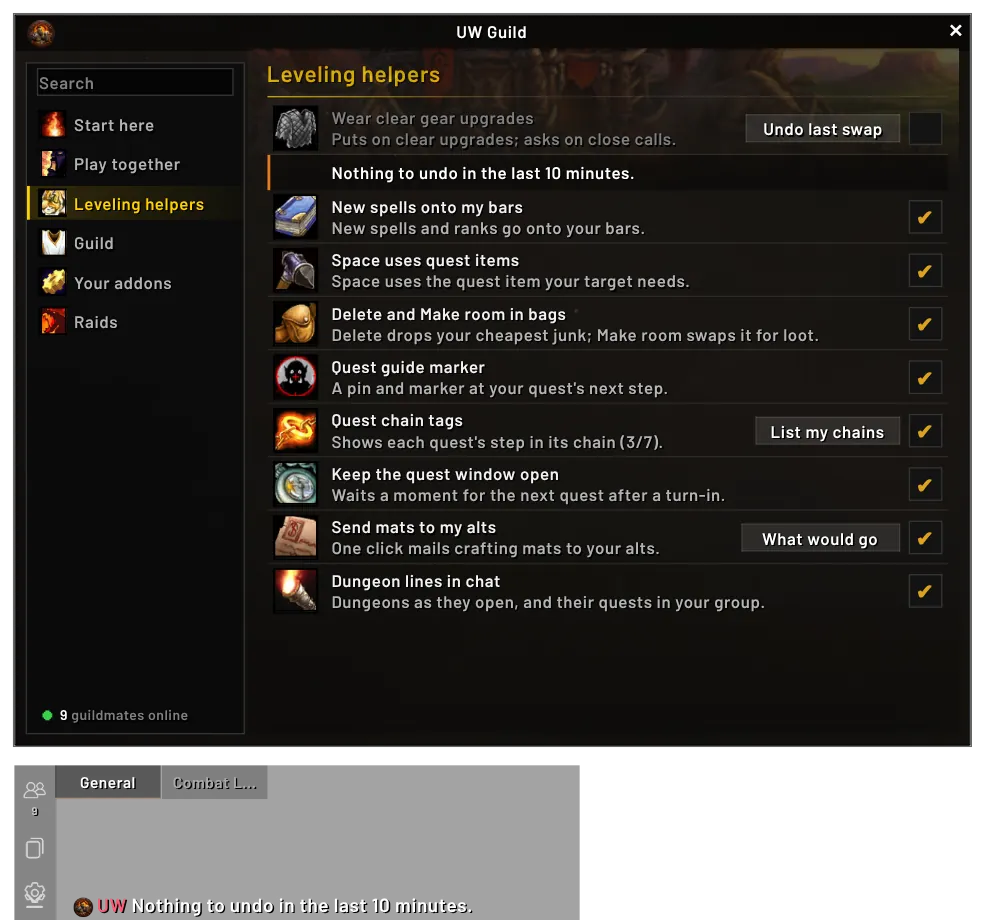 UW Guild
Search
Start here
Play together
Leveling helpers
Guild
Your addons
Raids
9 guildmates online
Leveling helpers
Wear clear gear upgrades
Puts on clear upgrades; asks on close calls.
Undo last swap
Nothing to undo in the last 10 minutes.
New spells onto my bars
New spells and ranks go onto your bars.
Space uses quest items
Space uses the quest item your target needs.
Delete and Make room in bags
Delete drops your cheapest junk; Make room swaps it for loot.
Quest guide marker
A pin and marker at your quest's next step.
Quest chain tags
Shows each quest's step in its chain (3/7).
List my chains
Keep the quest window open
Waits a moment for the next quest after a turn-in.
Send mats to my alts
One click mails crafting mats to your alts.
What would go
Dungeon lines in chat
Dungeons as they open, and their quests in your group.
General
Combat L...
9
UW Nothing to undo in the last 10 minutes.